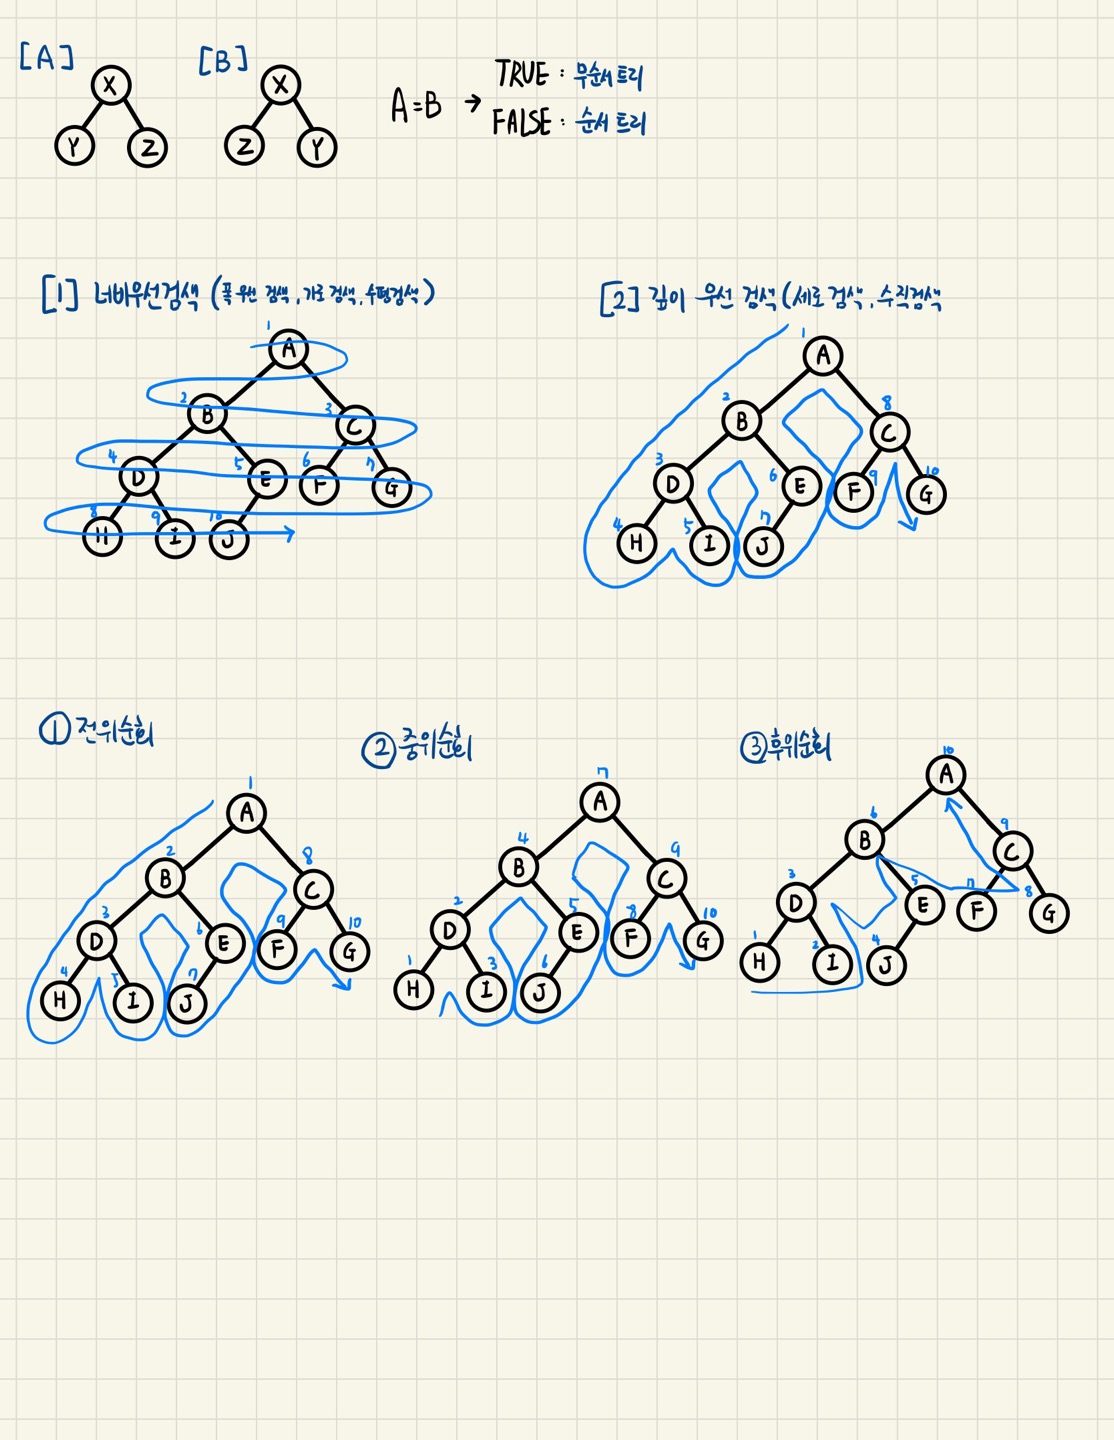 [A]
[B]
X
Y Z
X
Z Y
A=B → TRUE : 무순서 트리
FALSE : 순서 트리
[1] 너비우선검색 (폭 우선 검색, 가로 검색, 수평검색)
1
A
2 3
B C
4 5 6 7
D E F G
8 9 10
H I J
[2] 깊이 우선 검색 (세로 검색, 수직검색
1
A
2 8
B C
3 6 9 10
D E F G
4 5 7
H I J
① 전위순회
1
A
2 8
B C
3 6 9 10
D E F G
4 5 7
H I J
② 중위순회
7
A
4 9
B C
2 5 8 10
D E F G
1 3 6
H I J
③ 후위순회
10
A
6 9
B C
3 5 7 8
D E F G
1 2 4
H I J